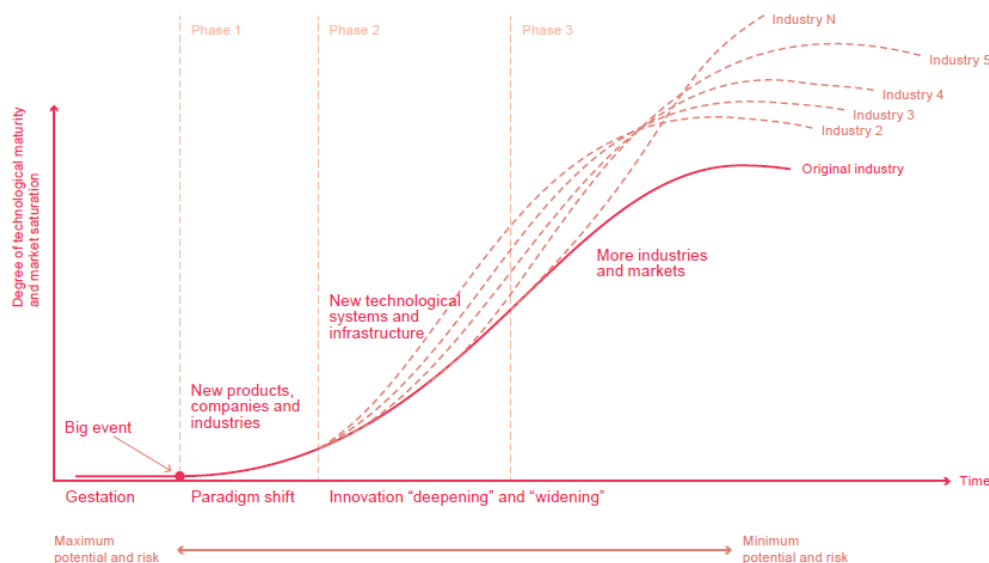 Phase 1
Phase 2
Phase 3
Industry N
Industry 5
Industry 4
Industry 3
Industry 2
Original industry
Degree of technological maturity
and market saturation
More industries
and markets
New technological
systems and
infrastructure
New products,
companies and
industries
Big event
Time
Gestation
Paradigm shift
Innovation “deepening” and “widening”
Maximum
potential and risk
Minimum
potential and risk